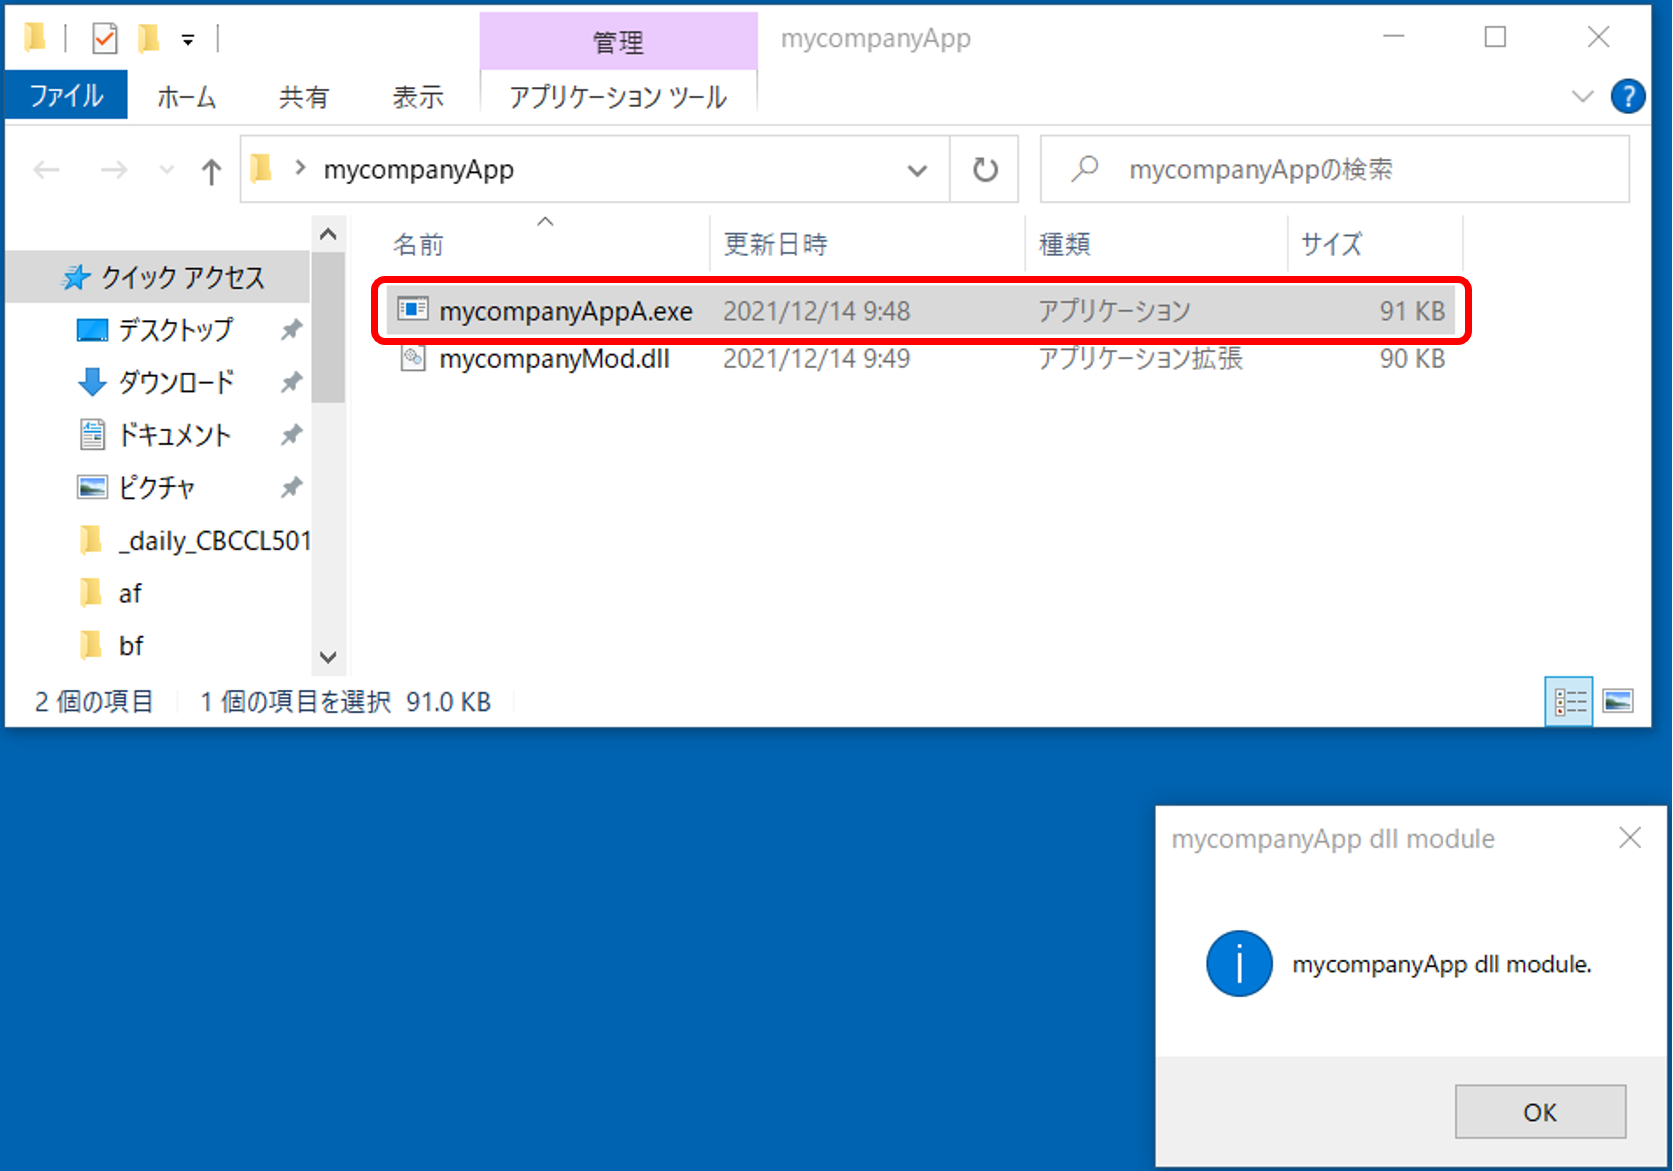 管理
mycompanyApp
ファイル
ホーム
共有
表示
アプリケーション ツール
?
mycompanyApp
mycompanyAppの検索
名前
更新日時
種類
サイズ
クイック アクセス
デスクトップ
ダウンロード
ドキュメント
ピクチャ
_daily_CBCCL501
af
bf
mycompanyAppA.exe 2021/12/14 9:48 アプリケーション 91 KB
mycompanyMod.dll 2021/12/14 9:49 アプリケーション拡張 90 KB
2 個の項目
1 個の項目を選択 91.0 KB
mycompanyApp dll module
mycompanyApp dll module.
OK